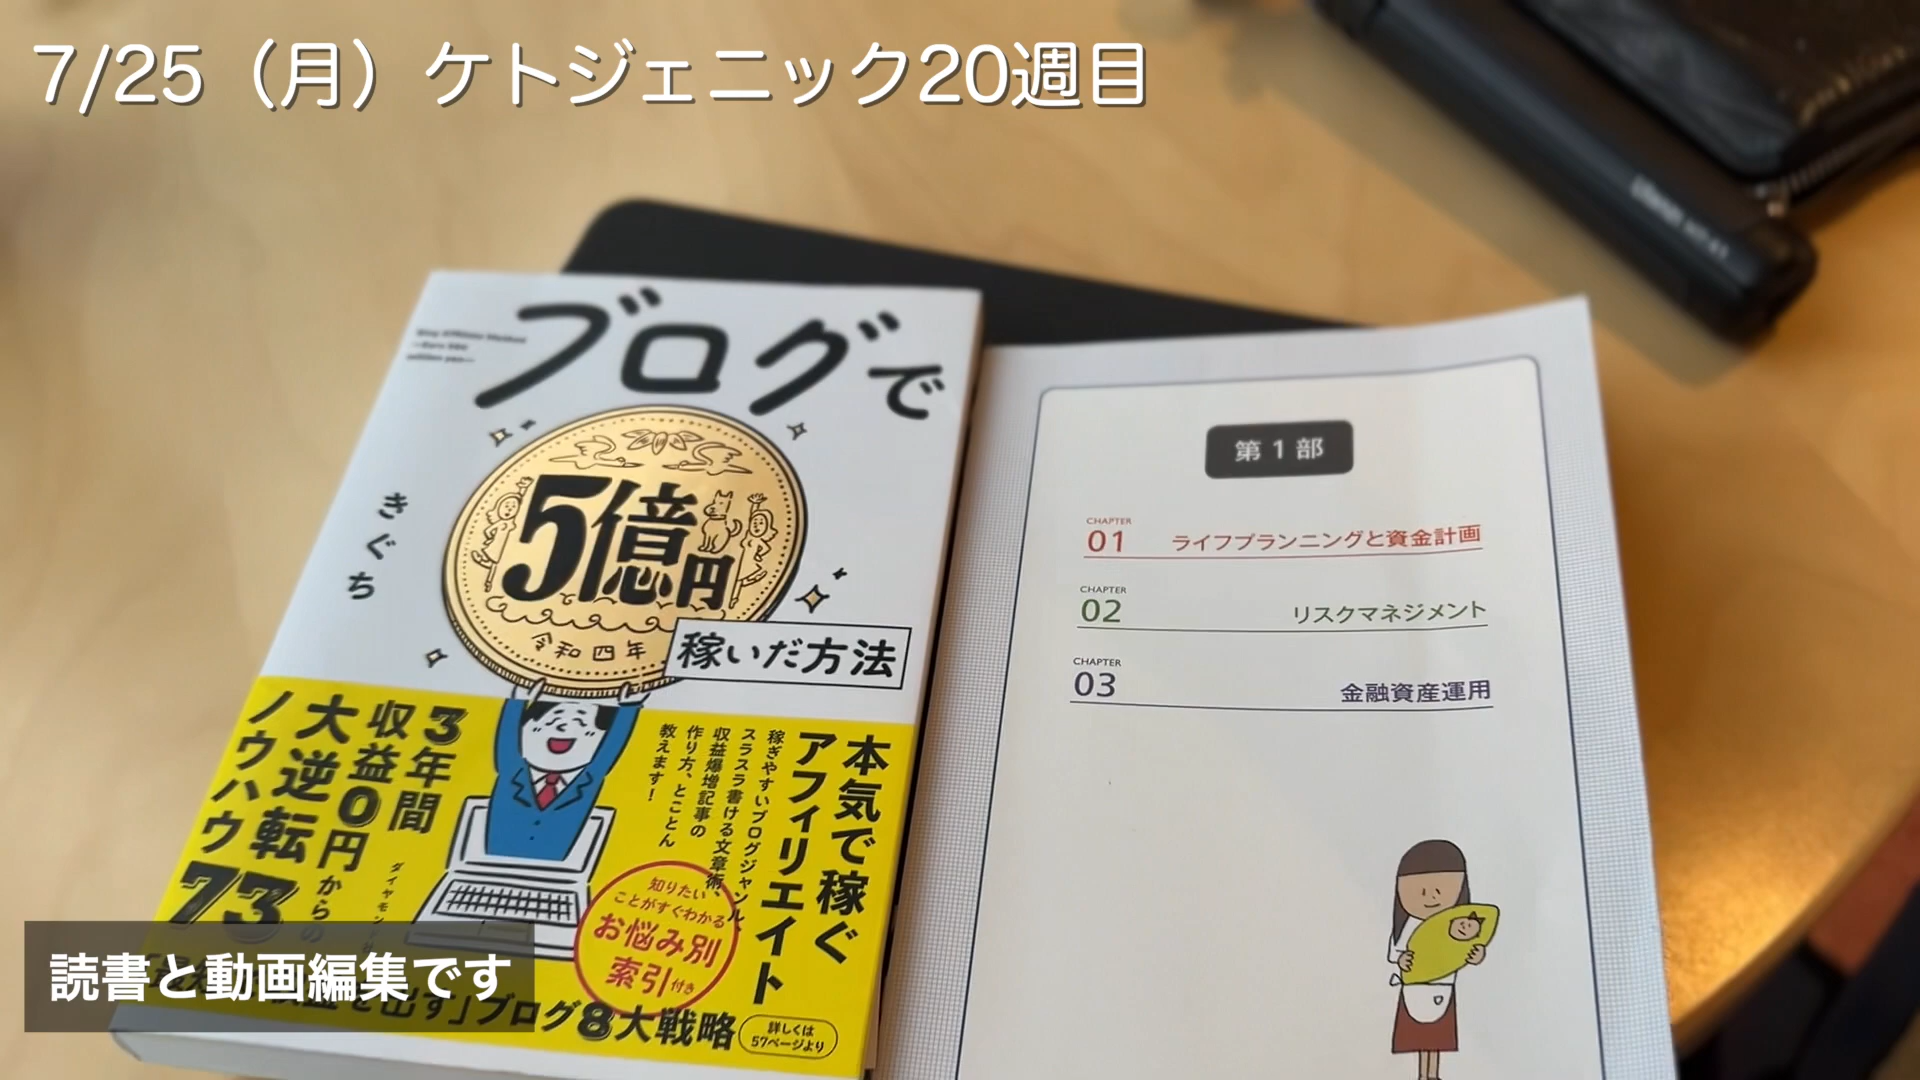 7/25（月）ケトジェニック20週目
ブログで
5億円
令和四年
稼いだ方法
きぐち
本気で稼ぐ
アフィリエイト
稼ぎやすいブログジャンル、
スラスラ書ける文章術、
収益爆増記事の
作り方、とことん
教えます！
3年間
収益0円からの
大逆転
ノウハウ
73
知りたい
ことがすぐわかる
お悩み別
索引付き
を出す」ブログ8大戦略
詳しくは
57ページより
第1部
CHAPTER
01 ライフプランニングと資金計画
CHAPTER
02 リスクマネジメント
CHAPTER
03 金融資産運用
読書と動画編集です